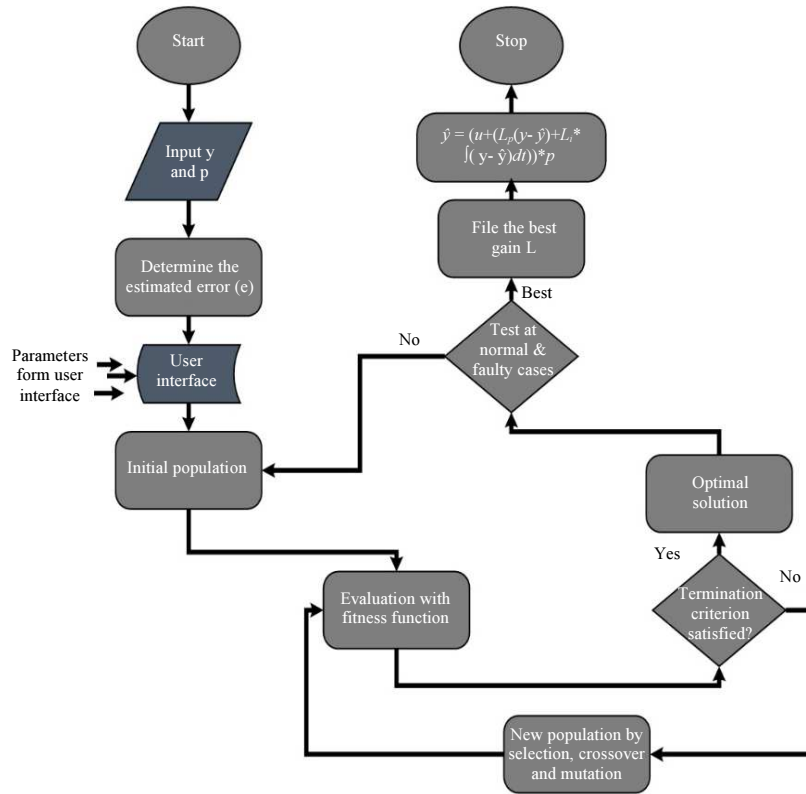 Start
Input y
and p
Determine the
estimated error (e)
Parameters
form user
interface
User
interface
Initial population
Evaluation with
fitness function
New population by
selection, crossover
and mutation
Termination
criterion
satisfied?
No
Yes
Optimal
solution
Test at
normal &
faulty cases
No
Best
File the best
gain L
ŷ = (u+(Lₚ(y- ŷ)+Lᵢ*
∫( y- ŷ)dt))*p
Stop